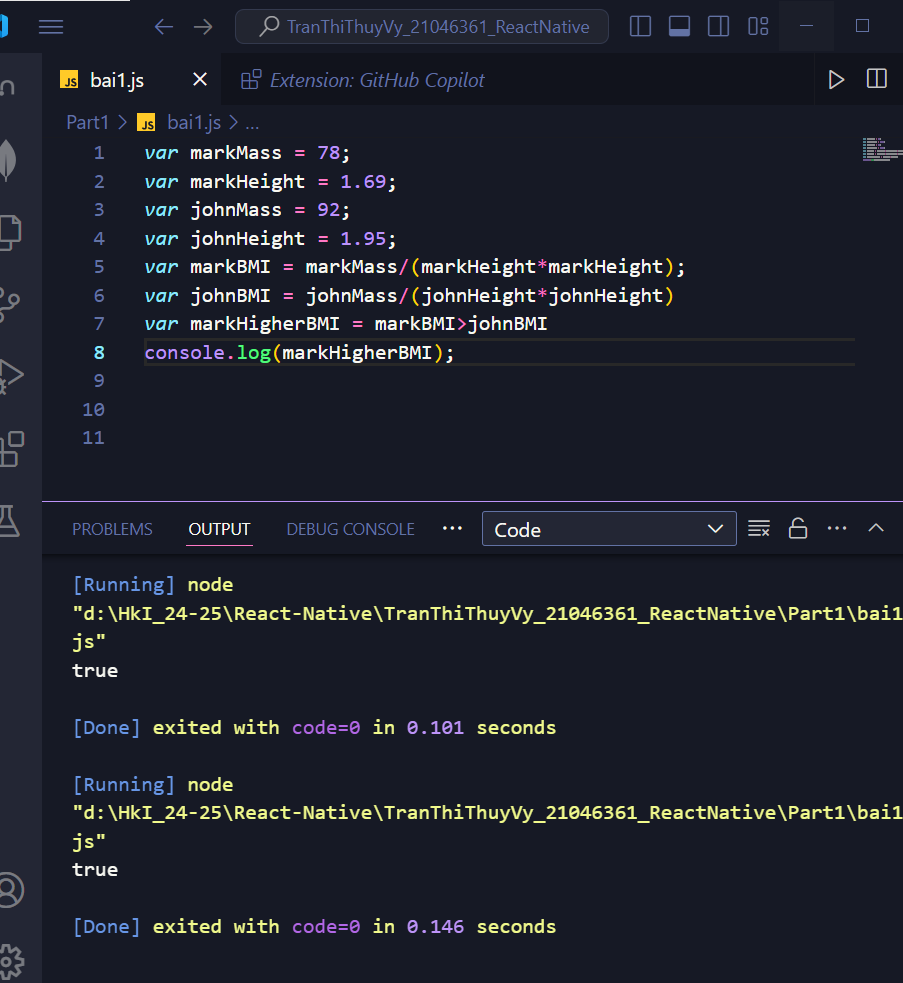 TranThiThuyVy_21046361_ReactNative
JS bai1.js
Extension: GitHub Copilot
Part1 > JS bai1.js > ...
1 var markMass = 78;
2 var markHeight = 1.69;
3 var johnMass = 92;
4 var johnHeight = 1.95;
5 var markBMI = markMass/(markHeight*markHeight);
6 var johnBMI = johnMass/(johnHeight*johnHeight)
7 var markHigherBMI = markBMI>johnBMI
8 console.log(markHigherBMI);
9
10
11
PROBLEMS OUTPUT DEBUG CONSOLE ... Code ...
[Running] node
"d:\HkI_24-25\React-Native\TranThiThuyVy_21046361_ReactNative\Part1\bai1
js"
true
[Done] exited with code=0 in 0.101 seconds
[Running] node
"d:\HkI_24-25\React-Native\TranThiThuyVy_21046361_ReactNative\Part1\bai1
js"
true
[Done] exited with code=0 in 0.146 seconds